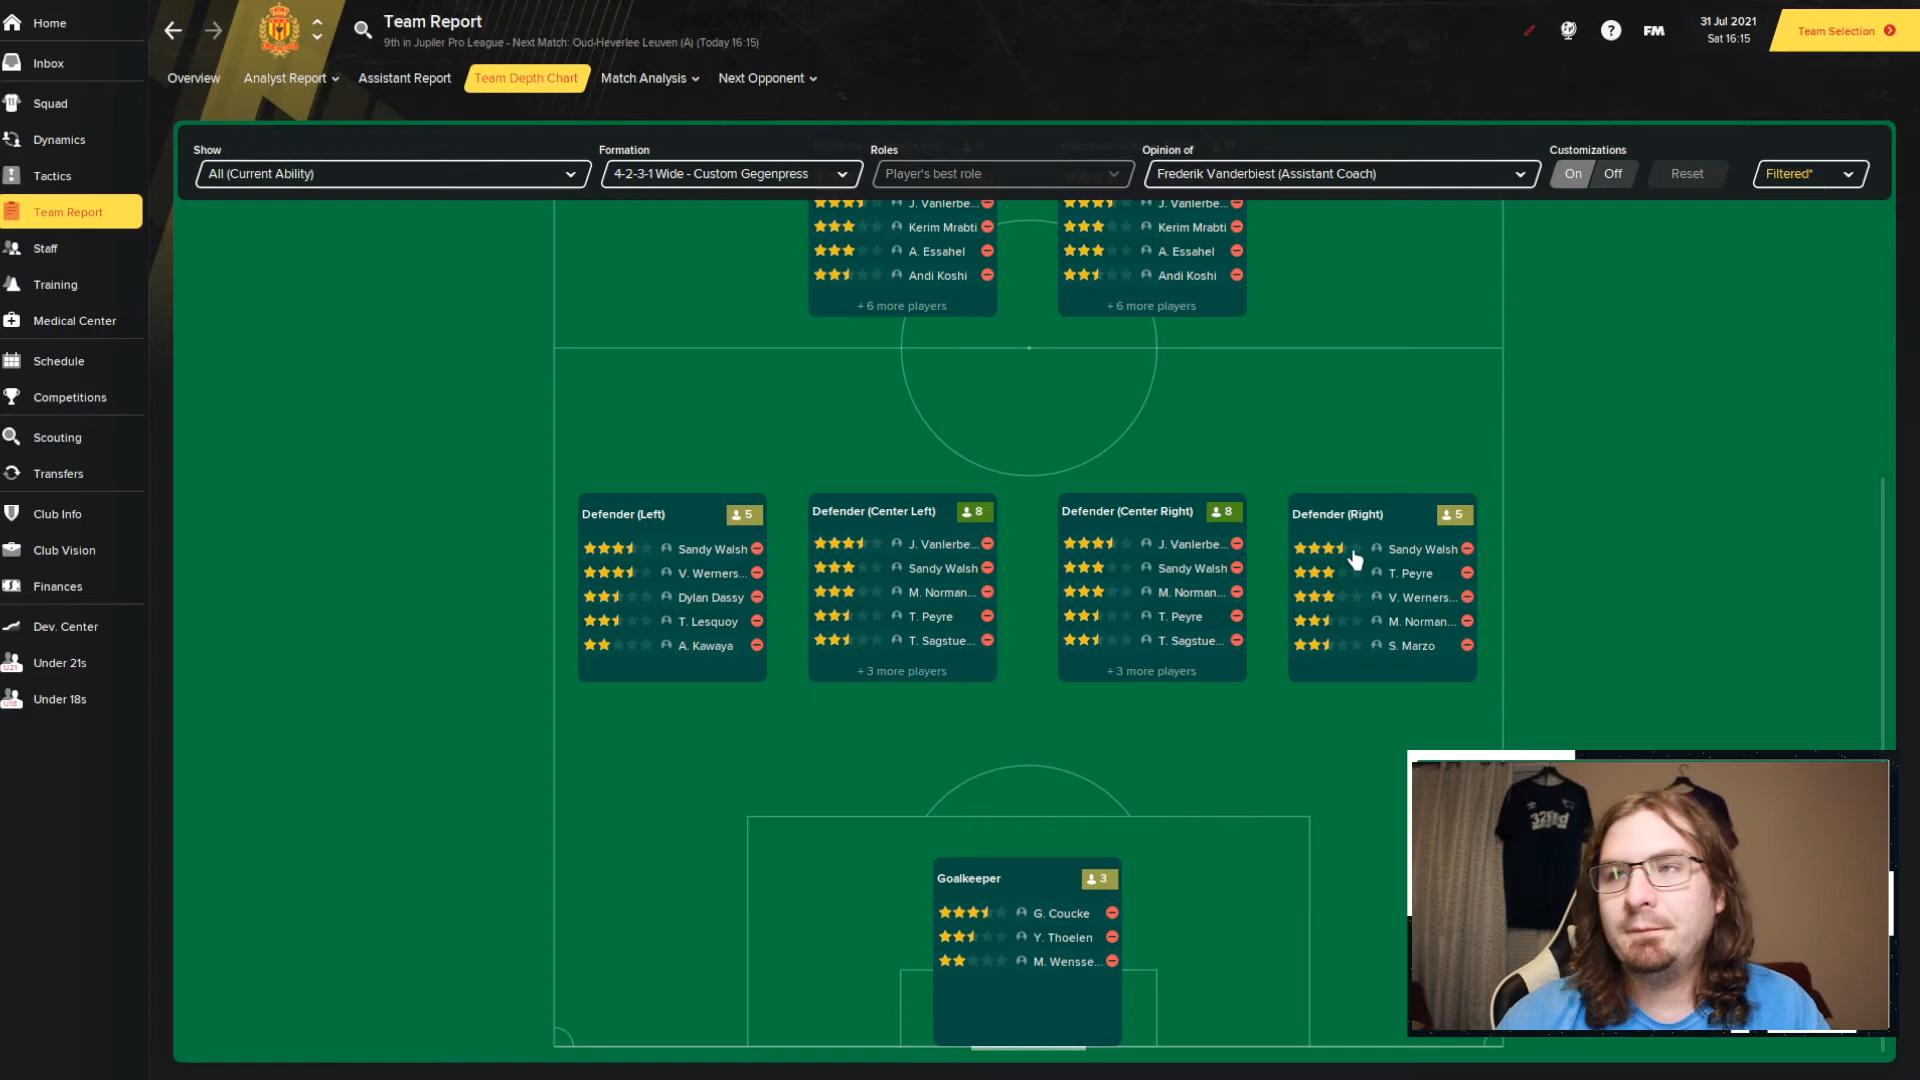 Home
Inbox
Squad
Dynamics
Tactics
Team Report
Staff
Training
Medical Center
Schedule
Competitions
Scouting
Transfers
Club Info
Club Vision
Finances
Dev. Center
Under 21s
Under 18s
Team Report
9th in Jupiler Pro League - Next Match: Oud-Heverlee Leuven (A) (Today 16:15)
FM
31 Jul 2021
Sat 16:15
Team Selection
Overview Analyst Report Assistant Report Team Depth Chart Match Analysis Next Opponent
Show
All (Current Ability)
Formation
4-2-3-1 Wide - Custom Gegenpress
Roles
Player's best role
Opinion of
Frederik Vanderbiest (Assistant Coach)
Customizations
On Off
Reset
Filtered*
J. Vanlerbe...
Kerim Mrabti
A. Essahel
Andi Koshi
+ 6 more players
J. Vanlerbe...
Kerim Mrabti
A. Essahel
Andi Koshi
+ 6 more players
Defender (Left) 5
Sandy Walsh
V. Werners...
Dylan Dassy
T. Lesquoy
A. Kawaya
Defender (Center Left) 8
J. Vanlerbe...
Sandy Walsh
M. Norman...
T. Peyre
T. Sagstue...
+ 3 more players
Defender (Center Right) 8
J. Vanlerbe...
Sandy Walsh
M. Norman...
T. Peyre
T. Sagstue...
+ 3 more players
Defender (Right) 5
Sandy Walsh
T. Peyre
V. Werners...
M. Norman...
S. Marzo
Goalkeeper 3
G. Coucke
Y. Thoelen
M. Wensse...
32Red